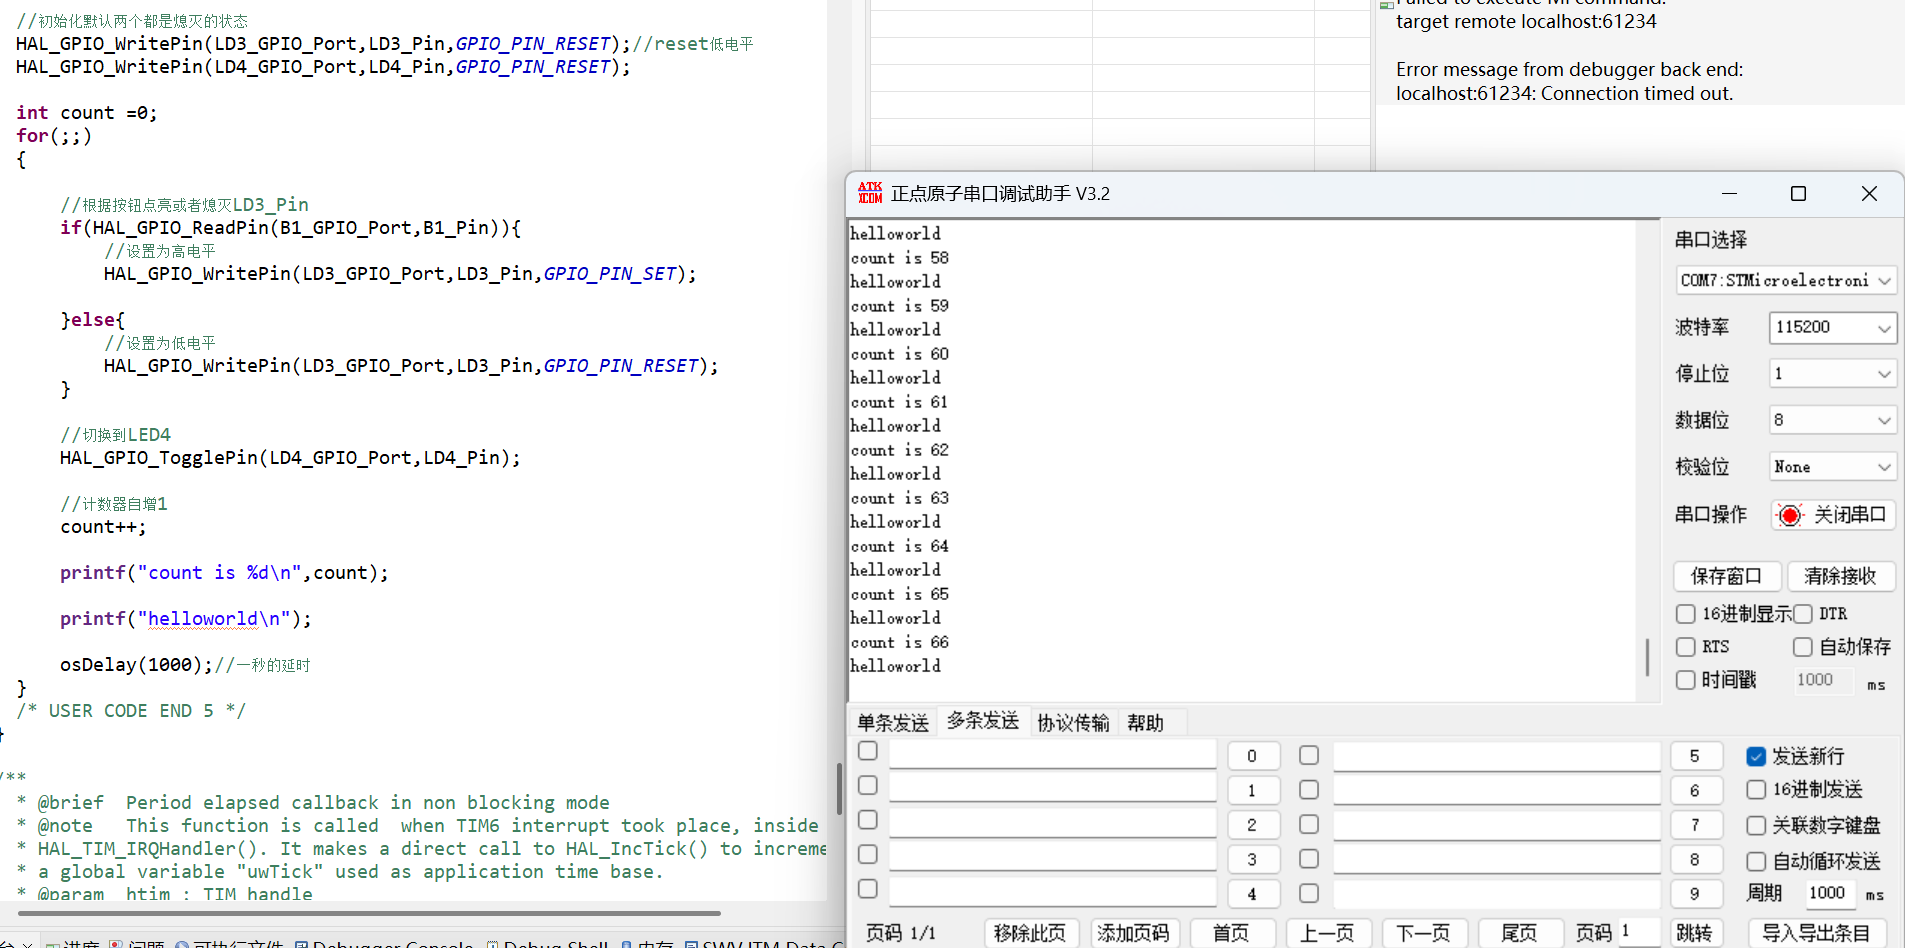 //初始化默认两个都是熄灭的状态
HAL_GPIO_WritePin(LD3_GPIO_Port,LD3_Pin,GPIO_PIN_RESET);//reset低电平
HAL_GPIO_WritePin(LD4_GPIO_Port,LD4_Pin,GPIO_PIN_RESET);
int count =0;
for(;;)
{
//根据按钮点亮或者熄灭LD3_Pin
if(HAL_GPIO_ReadPin(B1_GPIO_Port,B1_Pin)){
//设置为高电平
HAL_GPIO_WritePin(LD3_GPIO_Port,LD3_Pin,GPIO_PIN_SET);
}else{
//设置为低电平
HAL_GPIO_WritePin(LD3_GPIO_Port,LD3_Pin,GPIO_PIN_RESET);
}
//切换到LED4
HAL_GPIO_TogglePin(LD4_GPIO_Port,LD4_Pin);
//计数器自增1
count++;
printf("count is %d\n",count);
printf("helloworld\n");
osDelay(1000);//一秒的延时
}
/* USER CODE END 5 */
}
/**
* @brief  Period elapsed callback in non blocking mode
* @note   This function is called  when TIM6 interrupt took place, inside
* HAL_TIM_IRQHandler(). It makes a direct call to HAL_IncTick() to increme
* a global variable "uwTick" used as application time base.
* @param  htim : TIM handle
台 进度 问题 可执行文件 Debugger Console Debug Shell 内存 SWV ITM Data C
Failed to execute MI command:
target remote localhost:61234
Error message from debugger back end:
localhost:61234: Connection timed out.
ATK XCOM 正点原子串口调试助手 V3.2
helloworld
count is 58
helloworld
count is 59
helloworld
count is 60
helloworld
count is 61
helloworld
count is 62
helloworld
count is 63
helloworld
count is 64
helloworld
count is 65
helloworld
count is 66
helloworld
串口选择
COM7:STMicroelectroni
波特率 115200
停止位 1
数据位 8
校验位 None
串口操作 关闭串口
保存窗口 清除接收
16进制显示 DTR
RTS 自动保存
时间戳 1000 ms
单条发送 多条发送 协议传输 帮助
0 5 发送新行
1 6 16进制发送
2 7 关联数字键盘
3 8 自动循环发送
4 9 周期 1000 ms
页码 1/1 移除此页 添加页码 首页 上一页 下一页 尾页 页码 1 跳转 导入导出条目